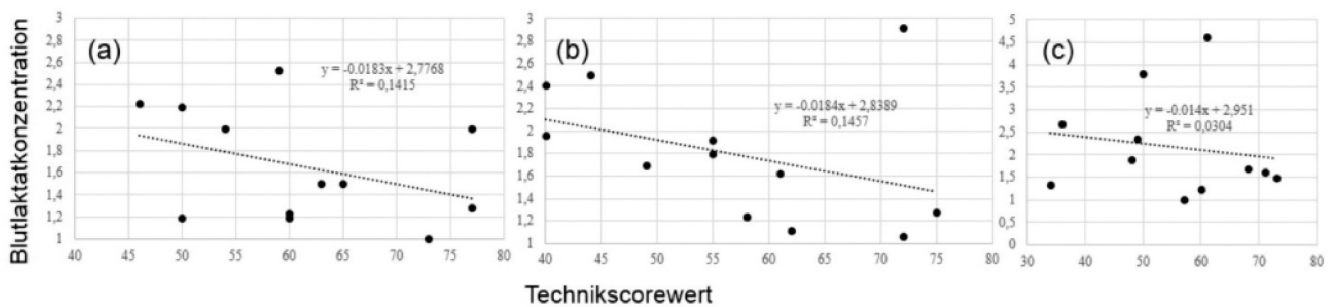 Blutlaktatkonzentration
(a)
3
2,8
2,6
2,4
2,2
2
1,8
1,6
1,4
1,2
1
y = -0.0183x + 2,7768
R² = 0,1415
40 45 50 55 60 65 70 75 80
(b)
3
2,8
2,6
2,4
2,2
2
1,8
1,6
1,4
1,2
1
y = -0.0184x + 2,8389
R² = 0,1457
40 45 50 55 60 65 70 75 80
(c)
5
4,5
4
3,5
3
2,5
2
1,5
1
0,5
0
y = -0.014x + 2,951
R² = 0,0304
30 40 50 60 70 80
Technikscorewert